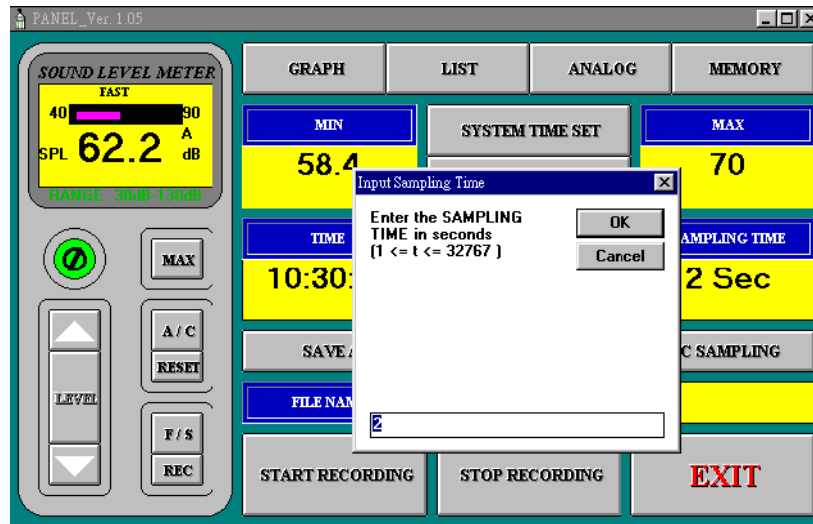 PANEL_Ver. 1.05
SOUND LEVEL METER
FAST
40 90
A
SPL 62.2 dB
RANGE 30dB-130dB
MAX
A / C
RESET
LEVEL
F / S
REC
GRAPH LIST ANALOG MEMORY
MIN SYSTEM TIME SET MAX
58.4 70
Input Sampling Time
Enter the SAMPLING
TIME in seconds
(1 <= t <= 32767 )
OK
Cancel
2
TIME AMPLING TIME
10:30: 2 Sec
SAVE C SAMPLING
FILE NAM
START RECORDING STOP RECORDING EXIT